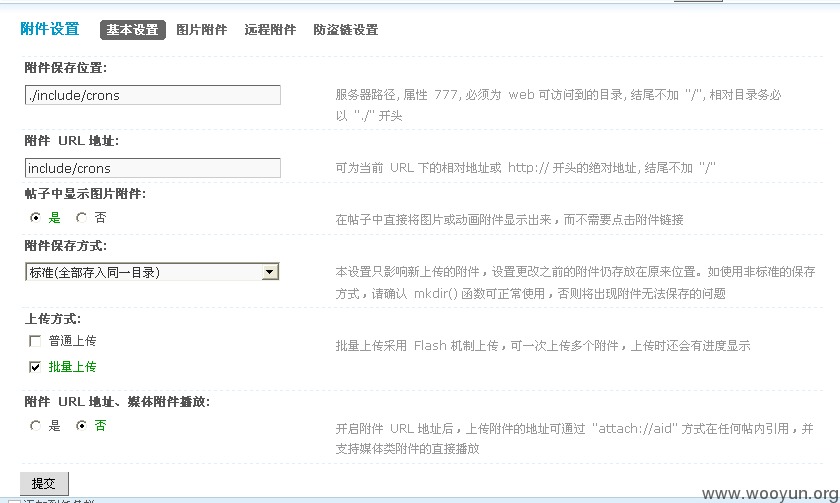 附件设置 基本设置 图片附件 远程附件 防盗链设置
附件保存位置:
./include/crons
服务器路径, 属性 777, 必须为 web 可访问到的目录, 结尾不加 "/", 相对目录务必
以 "./" 开头
附件 URL 地址:
include/crons
可为当前 URL 下的相对地址或 http:// 开头的绝对地址, 结尾不加 "/"
帖子中显示图片附件:
是 否
在帖子中直接将图片或动画附件显示出来，而不需要点击附件链接
附件保存方式:
标准(全部存入同一目录)
本设置只影响新上传的附件，设置更改之前的附件仍存放在原来位置。如使用非标准的保存
方式，请确认 mkdir() 函数可正常使用，否则将出现附件无法保存的问题
上传方式:
普通上传
批量上传
批量上传采用 Flash 机制上传，可一次上传多个附件，上传时还会有进度显示
附件 URL 地址、媒体附件播放:
是 否
开启附件 URL 地址后，上传附件的地址可通过 "attach://aid" 方式在任何帖内引用，并
支持媒体类附件的直接播放
提交
www.wooyun.org